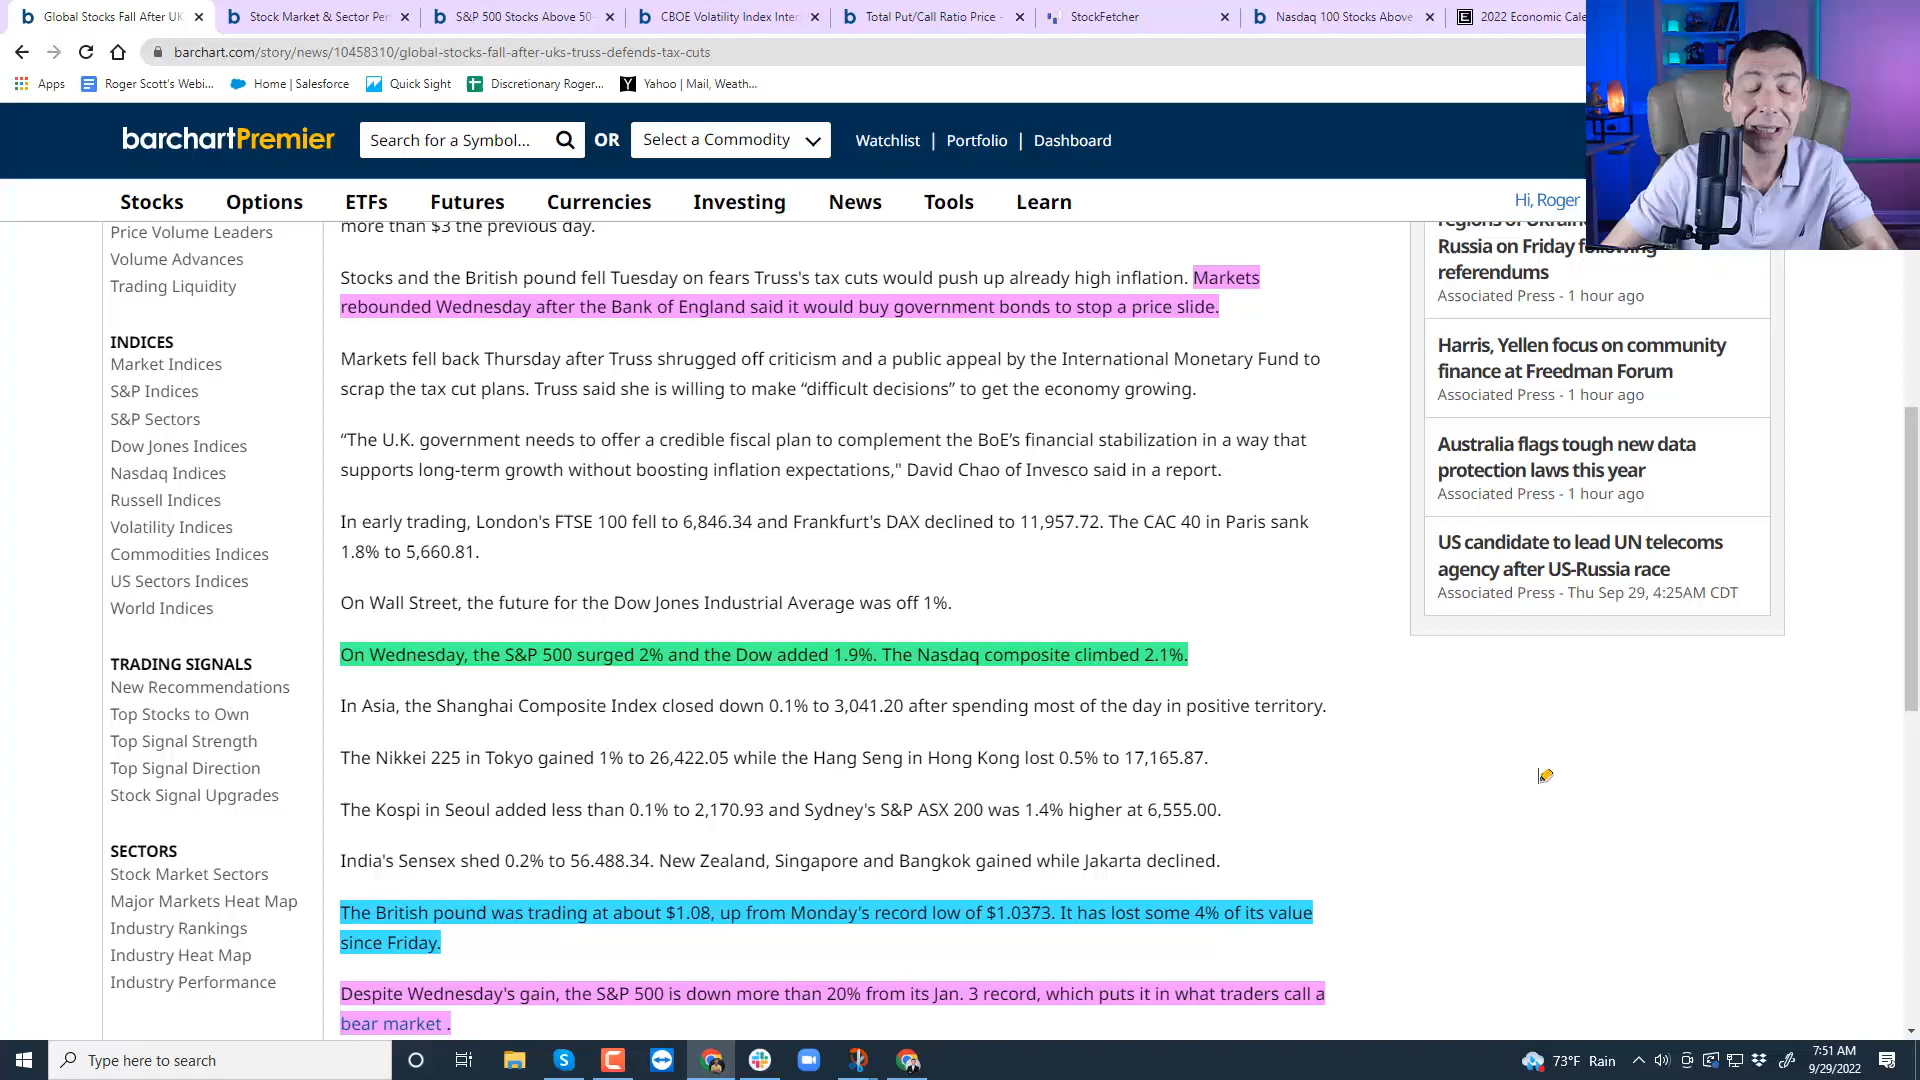 Global Stocks Fall After UK
Stock Market & Sector Per
S&P 500 Stocks Above 50-
CBOE Volatility Index Inter
Total Put/Call Ratio Price -
StockFetcher
Nasdaq 100 Stocks Above
2022 Economic Cale
barchart.com/story/news/10458310/global-stocks-fall-after-uks-truss-defends-tax-cuts
Apps
Roger Scott's Webi...
Home | Salesforce
Quick Sight
Discretionary Roger...
Yahoo | Mail, Weath...
barchartPremier
Search for a Symbol...
OR
Select a Commodity
Watchlist | Portfolio | Dashboard
Stocks
Options
ETFs
Futures
Currencies
Investing
News
Tools
Learn
Hi, Roger
Price Volume Leaders
Volume Advances
Trading Liquidity
INDICES
Market Indices
S&P Indices
S&P Sectors
Dow Jones Indices
Nasdaq Indices
Russell Indices
Volatility Indices
Commodities Indices
US Sectors Indices
World Indices
TRADING SIGNALS
New Recommendations
Top Stocks to Own
Top Signal Strength
Top Signal Direction
Stock Signal Upgrades
SECTORS
Stock Market Sectors
Major Markets Heat Map
Industry Rankings
Industry Heat Map
Industry Performance
more than $3 the previous day.
Stocks and the British pound fell Tuesday on fears Truss's tax cuts would push up already high inflation. Markets
rebounded Wednesday after the Bank of England said it would buy government bonds to stop a price slide.
Markets fell back Thursday after Truss shrugged off criticism and a public appeal by the International Monetary Fund to
scrap the tax cut plans. Truss said she is willing to make “difficult decisions” to get the economy growing.
“The U.K. government needs to offer a credible fiscal plan to complement the BoE’s financial stabilization in a way that
supports long-term growth without boosting inflation expectations," David Chao of Invesco said in a report.
In early trading, London's FTSE 100 fell to 6,846.34 and Frankfurt's DAX declined to 11,957.72. The CAC 40 in Paris sank
1.8% to 5,660.81.
On Wall Street, the future for the Dow Jones Industrial Average was off 1%.
On Wednesday, the S&P 500 surged 2% and the Dow added 1.9%. The Nasdaq composite climbed 2.1%.
In Asia, the Shanghai Composite Index closed down 0.1% to 3,041.20 after spending most of the day in positive territory.
The Nikkei 225 in Tokyo gained 1% to 26,422.05 while the Hang Seng in Hong Kong lost 0.5% to 17,165.87.
The Kospi in Seoul added less than 0.1% to 2,170.93 and Sydney's S&P ASX 200 was 1.4% higher at 6,555.00.
India's Sensex shed 0.2% to 56.488.34. New Zealand, Singapore and Bangkok gained while Jakarta declined.
The British pound was trading at about $1.08, up from Monday's record low of $1.0373. It has lost some 4% of its value
since Friday.
Despite Wednesday's gain, the S&P 500 is down more than 20% from its Jan. 3 record, which puts it in what traders call a
bear market .
regions of Ukraine
Russia on Friday following
referendums
Associated Press - 1 hour ago
Harris, Yellen focus on community
finance at Freedman Forum
Associated Press - 1 hour ago
Australia flags tough new data
protection laws this year
Associated Press - 1 hour ago
US candidate to lead UN telecoms
agency after US-Russia race
Associated Press - Thu Sep 29, 4:25AM CDT
Type here to search
73°F Rain
7:51 AM
9/29/2022